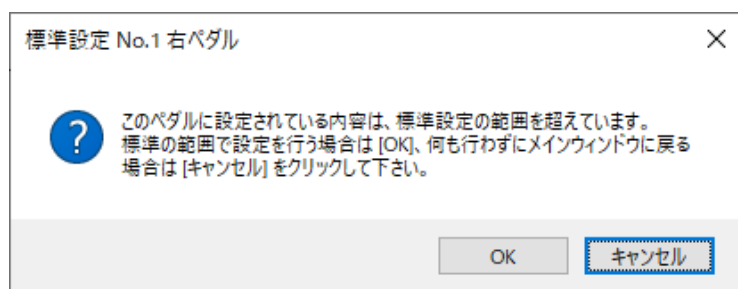 標準設定 No.1 右ペダル
このペダルに設定されている内容は、標準設定の範囲を超えています。
標準の範囲で設定を行う場合は [OK]、何も行わずにメインウィンドウに戻る
場合は [キャンセル] をクリックして下さい。
OK
キャンセル